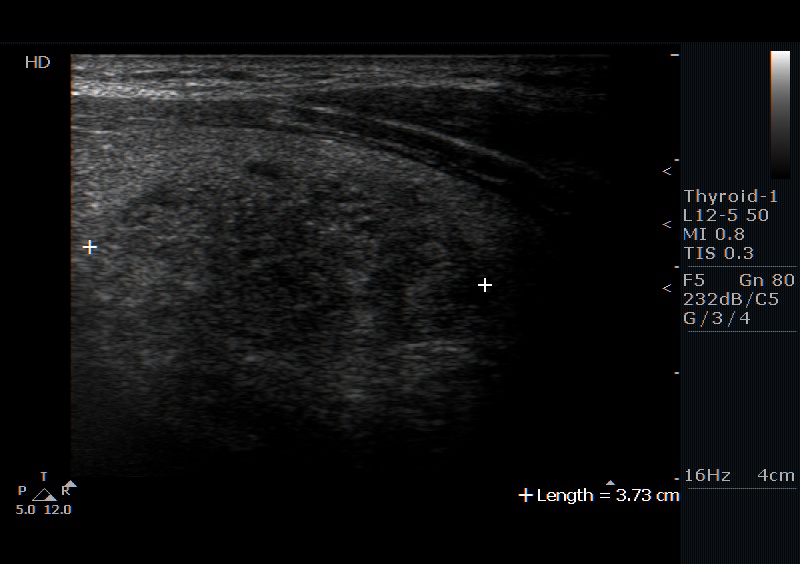 HD
Thyroid-1
L12-5 50
MI 0.8
TIS 0.3
F5 Gn 80
232dB/C5
G/3/4
16Hz 4cm
T
P R
5.0 12.0
+ Length = 3.73 cm